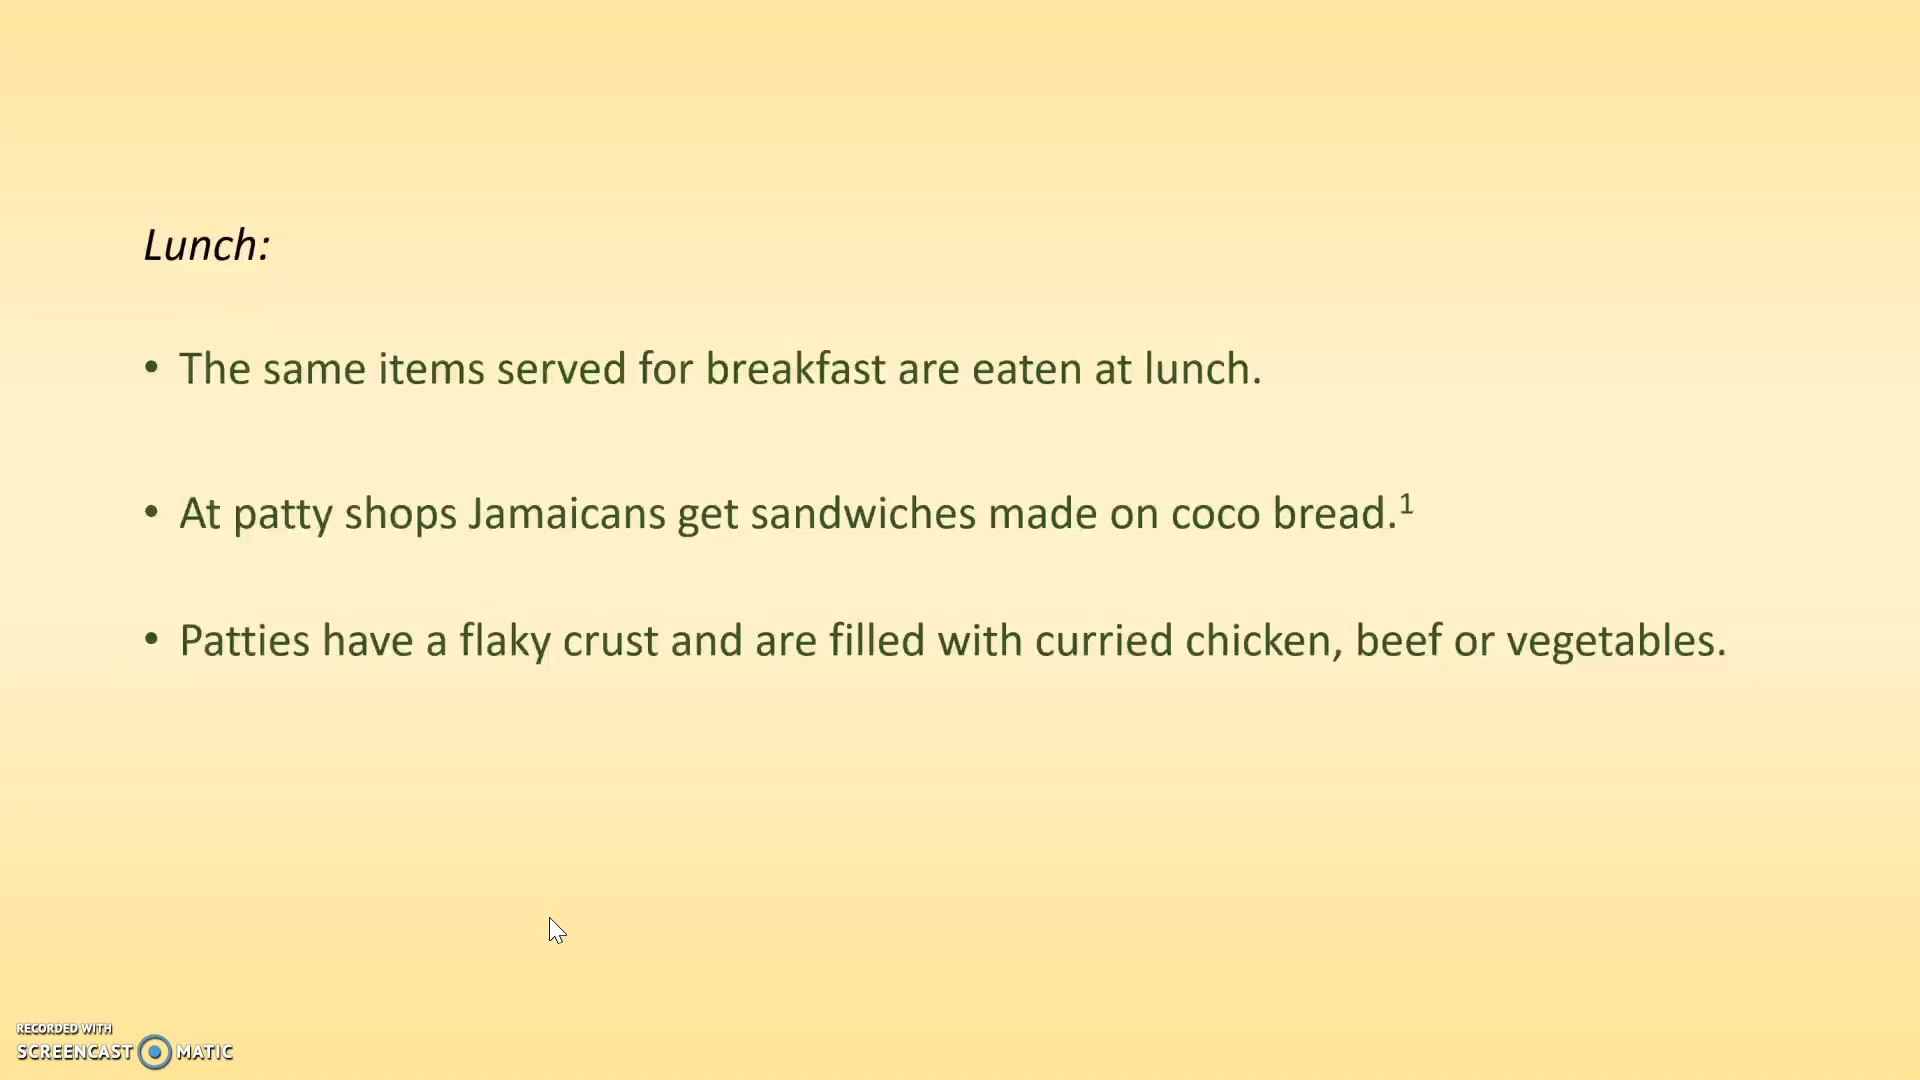 Lunch:
• The same items served for breakfast are eaten at lunch.
• At patty shops Jamaicans get sandwiches made on coco bread.¹
• Patties have a flaky crust and are filled with curried chicken, beef or vegetables.
RECORDED WITH
SCREENCAST MATIC